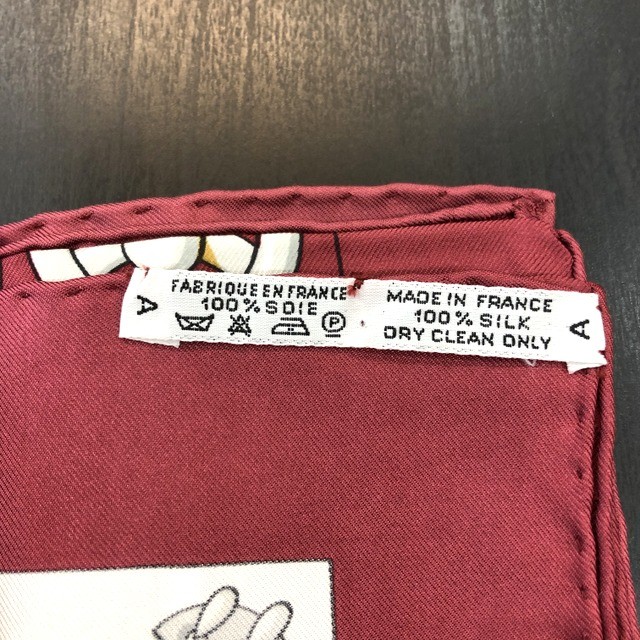 A
FABRIQUE EN FRANCE
100% SOIE
P
MADE IN FRANCE
100% SILK
DRY CLEAN ONLY
A